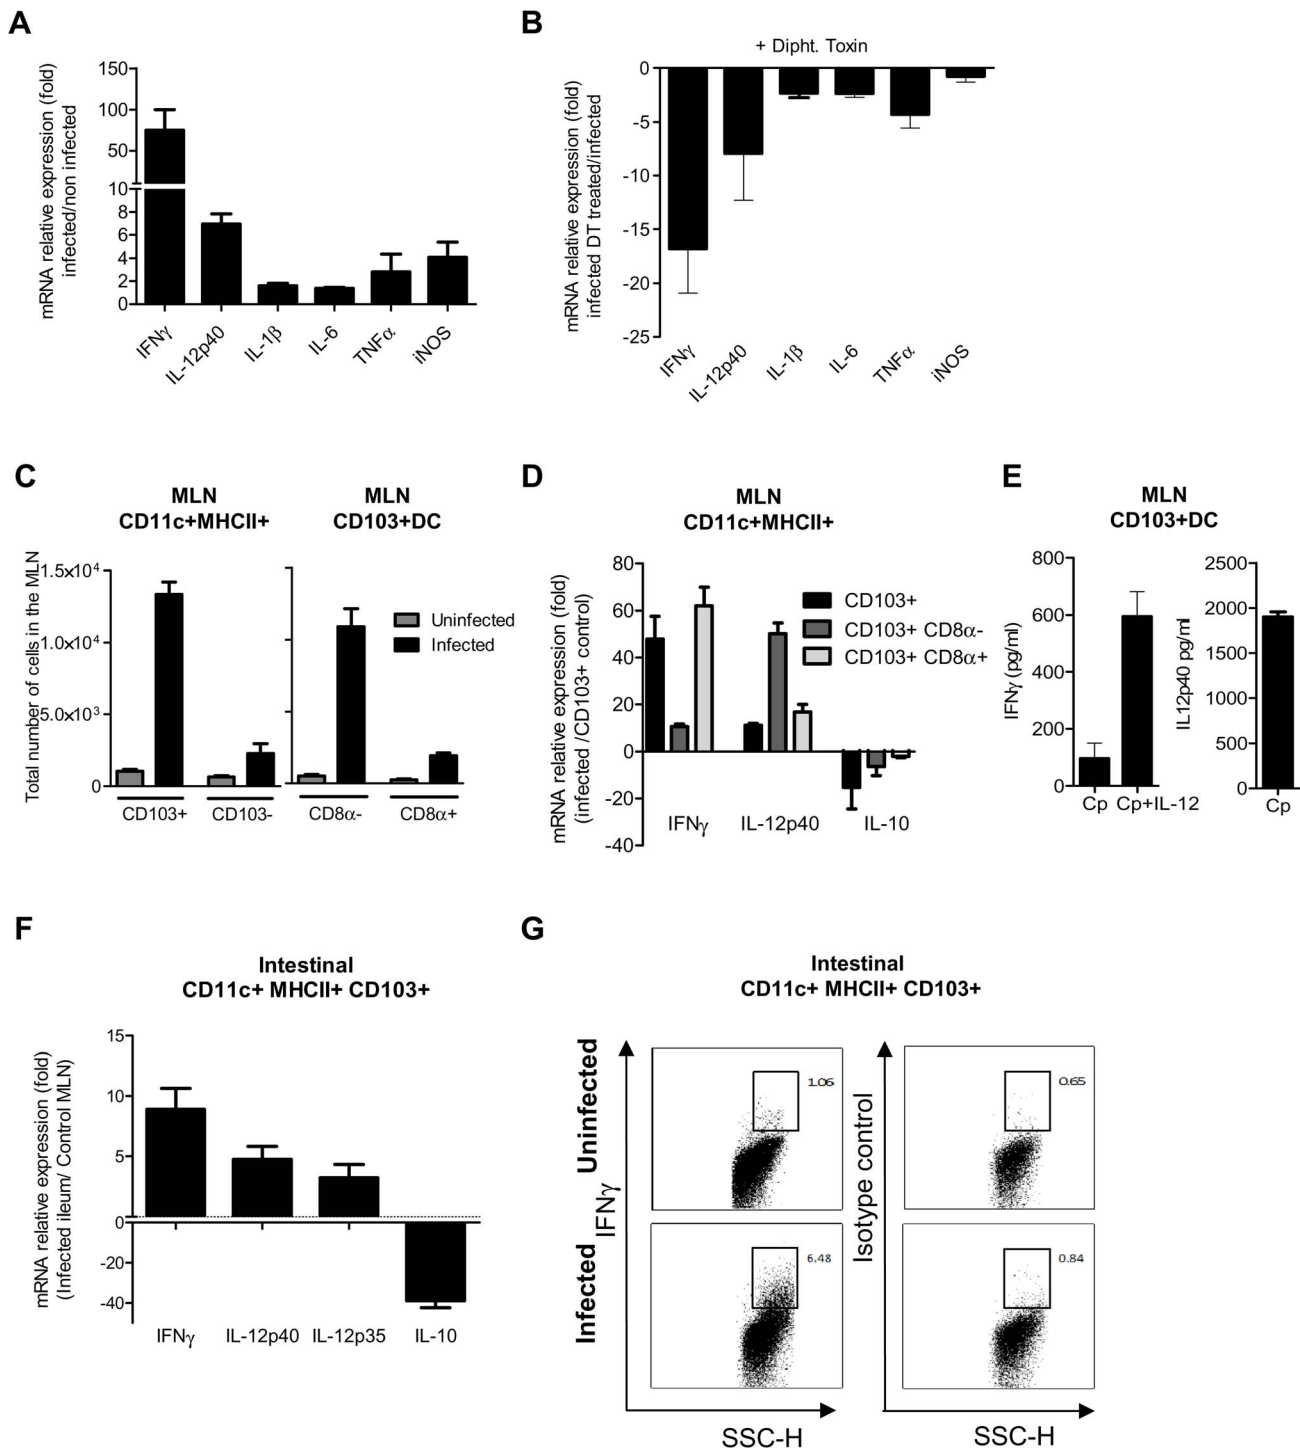 A
mRNA relative expression (fold)
infected/non infected
150
100
50
10
8
6
4
2
0
IFNγ
IL-12p40
IL-1β
IL-6
TNFα
iNOS
B
+ Dipht. Toxin
mRNA relative expression (fold)
infected DT treated/infected
0
-5
-10
-15
-20
-25
IFNγ
IL-12p40
IL-1β
IL-6
TNFα
iNOS
C
MLN
CD11c+MHCII+
MLN
CD103+DC
Total number of cells in the MLN
1.5×10⁴
1.0×10⁴
5.0×10³
0
Uninfected
Infected
CD103+
CD103-
CD8α-
CD8α+
D
MLN
CD11c+MHCII+
mRNA relative expression (fold)
(infected /CD103+ control)
80
60
40
20
0
-20
-40
CD103+
CD103+ CD8α-
CD103+ CD8α+
IFNγ
IL-12p40
IL-10
E
MLN
CD103+DC
IFNγ (pg/ml)
800
600
400
200
0
Cp
Cp+IL-12
IL12p40 pg/ml
2500
2000
1500
1000
500
0
Cp
F
Intestinal
CD11c+ MHCII+ CD103+
mRNA relative expression (fold)
(Infected ileum/ Control MLN)
15
10
5
0
-20
-40
IFNγ
IL-12p40
IL-12p35
IL-10
G
Intestinal
CD11c+ MHCII+ CD103+
Uninfected
Infected
IFNγ
1.06
6.48
SSC-H
Isotype control
0.65
0.84
SSC-H